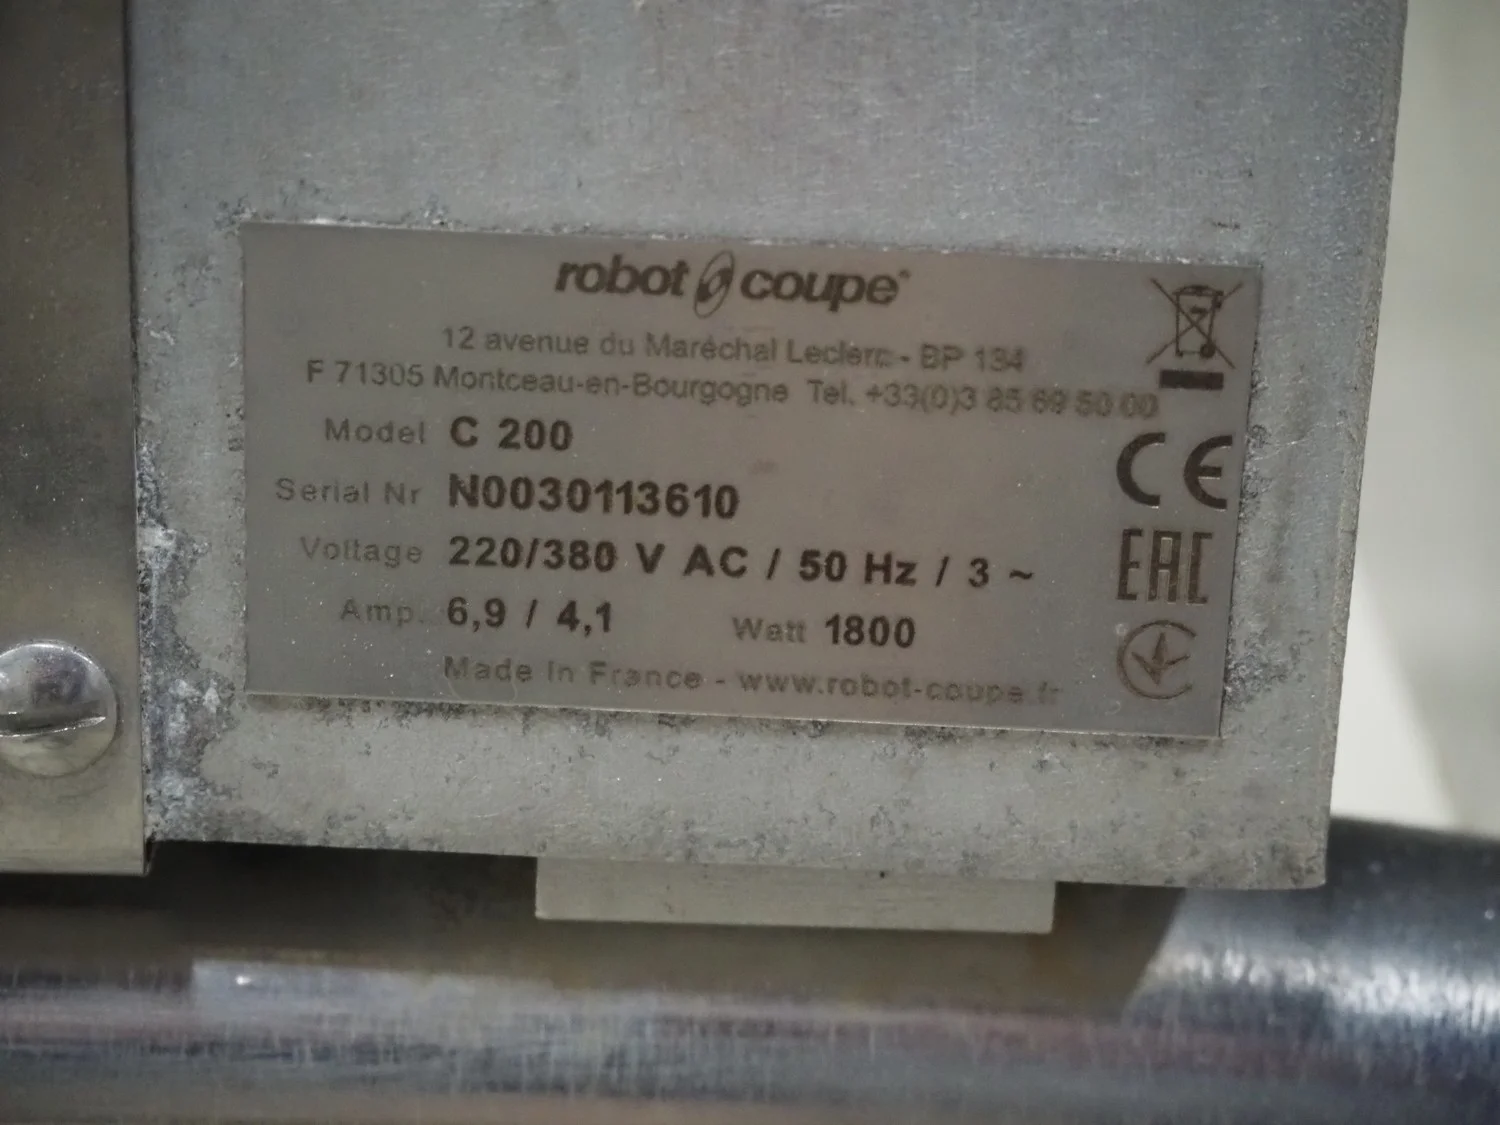 robot coupe®
12 avenue du Maréchal Leclerc - BP 134
F 71305 Montceau-en-Bourgogne Tel. +33(0)3 85 69 50 00
Model C 200
Serial Nr N0030113610
Voltage 220/380 V AC / 50 Hz / 3 ~
Amp. 6,9 / 4,1 Watt 1800
Made in France - www.robot-coupe.fr
CE
EAC